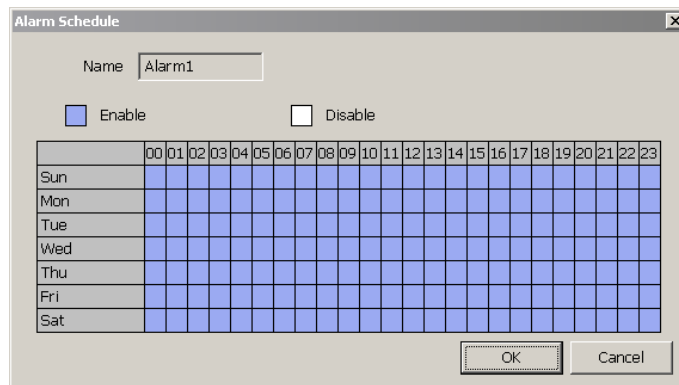 Alarm Schedule
Name Alarm1
Enable Disable
00 01 02 03 04 05 06 07 08 09 10 11 12 13 14 15 16 17 18 19 20 21 22 23
Sun
Mon
Tue
Wed
Thu
Fri
Sat
OK Cancel